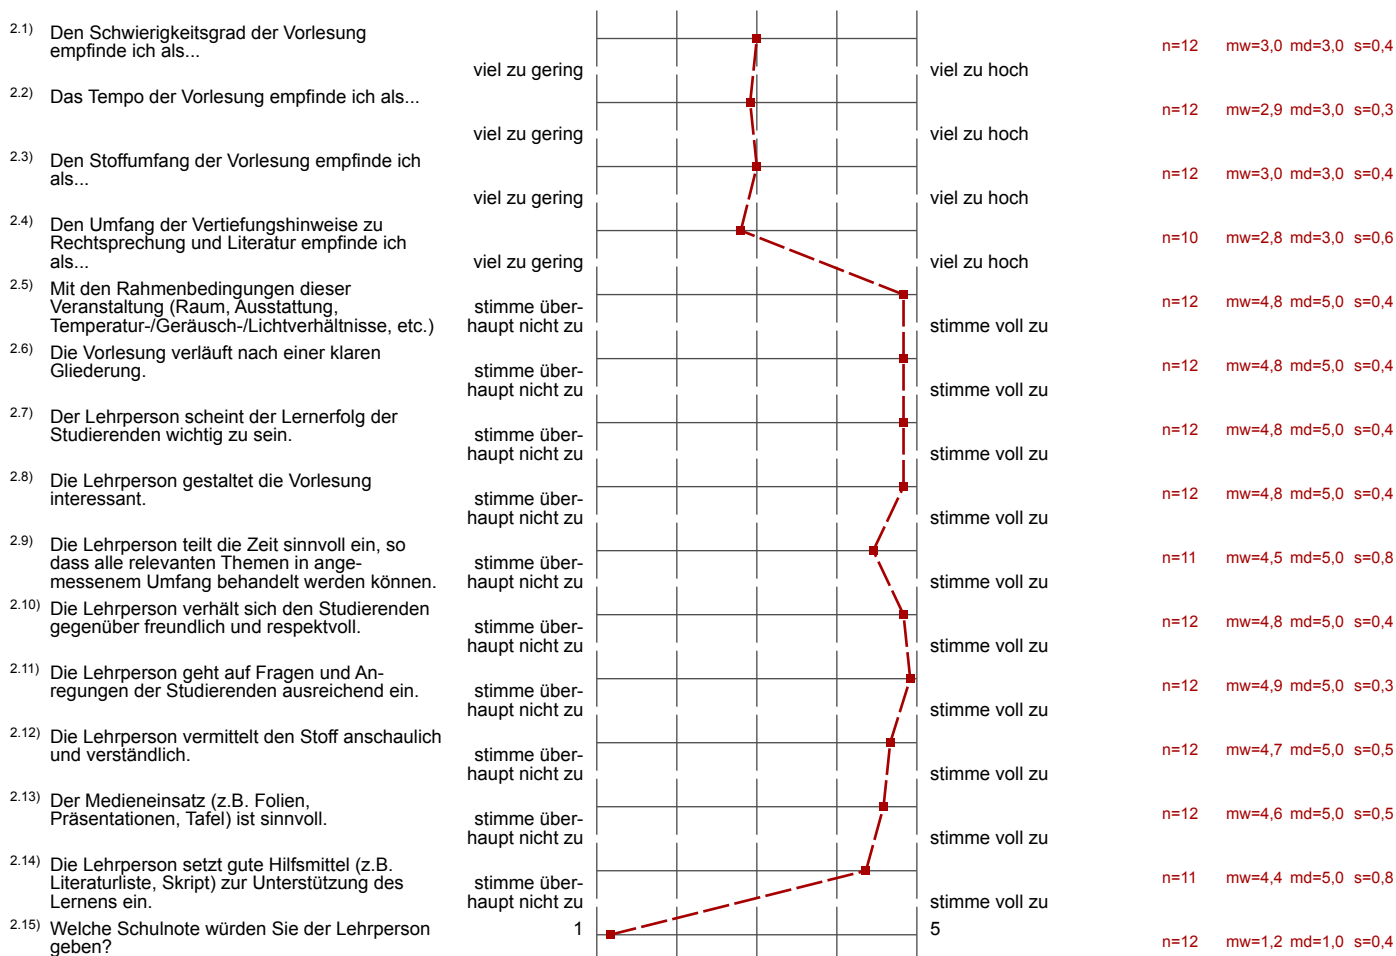 2.1) Den Schwierigkeitsgrad der Vorlesung
empfinde ich als...
viel zu gering viel zu hoch
n=12 mw=3,0 md=3,0 s=0,4
2.2) Das Tempo der Vorlesung empfinde ich als...
viel zu gering viel zu hoch
n=12 mw=2,9 md=3,0 s=0,3
2.3) Den Stoffumfang der Vorlesung empfinde ich
als...
viel zu gering viel zu hoch
n=12 mw=3,0 md=3,0 s=0,4
2.4) Den Umfang der Vertiefungshinweise zu
Rechtsprechung und Literatur empfinde ich
als...
viel zu gering viel zu hoch
n=10 mw=2,8 md=3,0 s=0,6
2.5) Mit den Rahmenbedingungen dieser
Veranstaltung (Raum, Ausstattung,
Temperatur-/Geräusch-/Lichtverhältnisse, etc.)
stimme über-
haupt nicht zu stimme voll zu
n=12 mw=4,8 md=5,0 s=0,4
2.6) Die Vorlesung verläuft nach einer klaren
Gliederung.
stimme über-
haupt nicht zu stimme voll zu
n=12 mw=4,8 md=5,0 s=0,4
2.7) Der Lehrperson scheint der Lernerfolg der
Studierenden wichtig zu sein.
stimme über-
haupt nicht zu stimme voll zu
n=12 mw=4,8 md=5,0 s=0,4
2.8) Die Lehrperson gestaltet die Vorlesung
interessant.
stimme über-
haupt nicht zu stimme voll zu
n=12 mw=4,8 md=5,0 s=0,4
2.9) Die Lehrperson teilt die Zeit sinnvoll ein, so
dass alle relevanten Themen in ange-
messenem Umfang behandelt werden können.
stimme über-
haupt nicht zu stimme voll zu
n=11 mw=4,5 md=5,0 s=0,8
2.10) Die Lehrperson verhält sich den Studierenden
gegenüber freundlich und respektvoll.
stimme über-
haupt nicht zu stimme voll zu
n=12 mw=4,8 md=5,0 s=0,4
2.11) Die Lehrperson geht auf Fragen und An-
regungen der Studierenden ausreichend ein.
stimme über-
haupt nicht zu stimme voll zu
n=12 mw=4,9 md=5,0 s=0,3
2.12) Die Lehrperson vermittelt den Stoff anschaulich
und verständlich.
stimme über-
haupt nicht zu stimme voll zu
n=12 mw=4,7 md=5,0 s=0,5
2.13) Der Medieneinsatz (z.B. Folien,
Präsentationen, Tafel) ist sinnvoll.
stimme über-
haupt nicht zu stimme voll zu
n=12 mw=4,6 md=5,0 s=0,5
2.14) Die Lehrperson setzt gute Hilfsmittel (z.B.
Literaturliste, Skript) zur Unterstützung des
Lernens ein.
stimme über-
haupt nicht zu stimme voll zu
n=11 mw=4,4 md=5,0 s=0,8
2.15) Welche Schulnote würden Sie der Lehrperson
geben?
1 5
n=12 mw=1,2 md=1,0 s=0,4